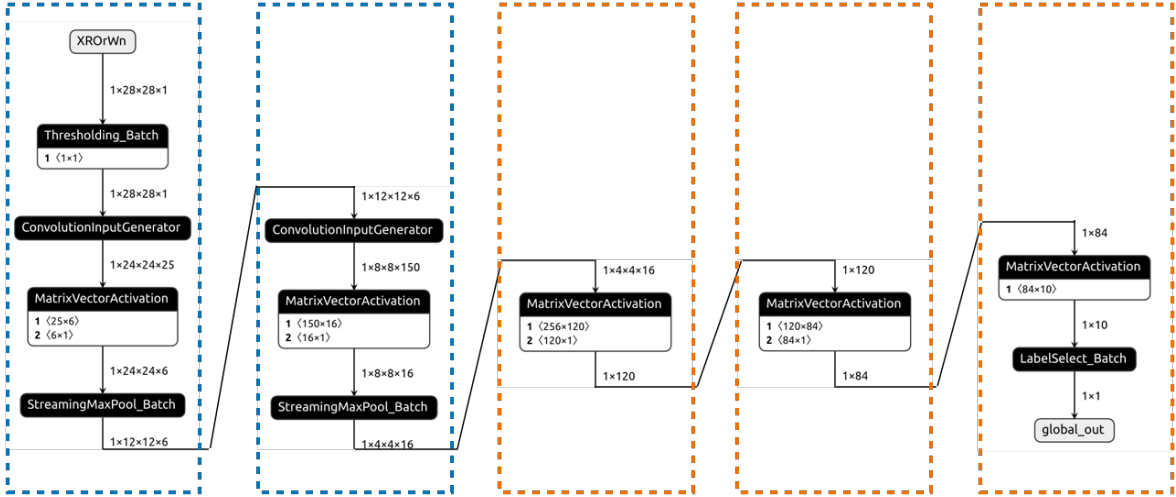 XROrWn
1×28×28×1
Thresholding_Batch
1 〈1×1〉
1×28×28×1
ConvolutionInputGenerator
1×24×24×25
MatrixVectorActivation
1 〈25×6〉
2 〈6×1〉
1×24×24×6
StreamingMaxPool_Batch
1×12×12×6
1×12×12×6
ConvolutionInputGenerator
1×8×8×150
MatrixVectorActivation
1 〈150×16〉
2 〈16×1〉
1×8×8×16
StreamingMaxPool_Batch
1×4×4×16
1×4×4×16
MatrixVectorActivation
1 〈256×120〉
2 〈120×1〉
1×120
1×120
MatrixVectorActivation
1 〈120×84〉
2 〈84×1〉
1×84
1×84
MatrixVectorActivation
1 〈84×10〉
1×10
LabelSelect_Batch
1×1
global_out